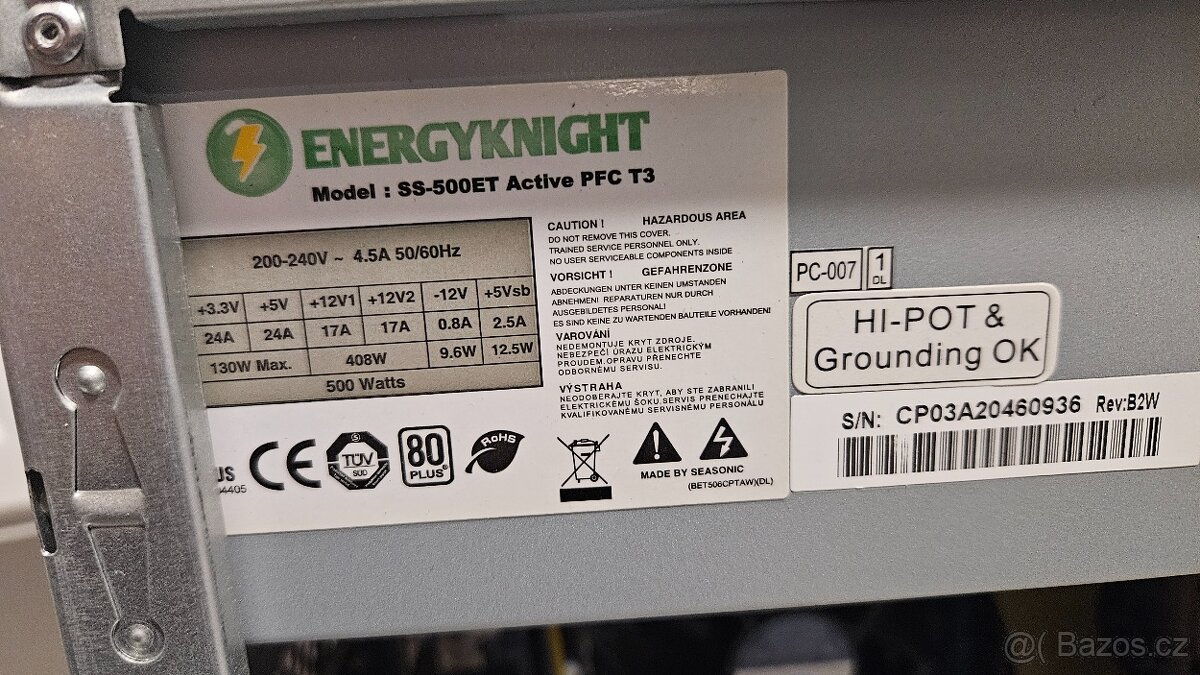 ENERGYKNIGHT
Model : SS-500ET Active PFC T3
200-240V ~ 4.5A 50/60Hz
+3.3V +5V +12V1 +12V2 -12V +5Vsb
24A 24A 17A 17A 0.8A 2.5A
130W Max. 408W 9.6W 12.5W
500 Watts
CAUTION ! HAZARDOUS AREA
DO NOT REMOVE THIS COVER.
TRAINED SERVICE PERSONNEL ONLY.
NO USER SERVICEABLE COMPONENTS INSIDE
VORSICHT ! GEFAHRENZONE
ABDECKUNGEN UNTER KEINEN UMSTANDEN
ABNEHMEN! REPARATUREN NUR DURCH
AUSGEBILDETES PERSONAL!
ES SIND KEINE ZU WARTENDEN BAUTEILE VORHANDEN!
VAROVÁNÍ
NEDEMONTUJE KRYT ZDROJE.
NEBEZPEČÍ ÚRAZU ELEKTRICKÝM
PROUDEM.OPRAVU PŘENECHTE
ODBORNÉMU SERVISU.
VÝSTRAHA
NEODOBERAJTE KRYT, ABY STE ZABRANILI
ELEKTRICKÉMU ŠOKU.SERVIS PRENECHAJTE
KVALIFIKOVANÉMU SERVISNÉMU PERSONÁLU
US
CE
TÜV
SÜD
80
PLUS
RoHS
MADE BY SEASONIC
(BET506CPTAW)(DL)
PC-007
1
DL
HI-POT &
Grounding OK
S/N: CP03A20460936 Rev:B2W
@( Bazos.cz